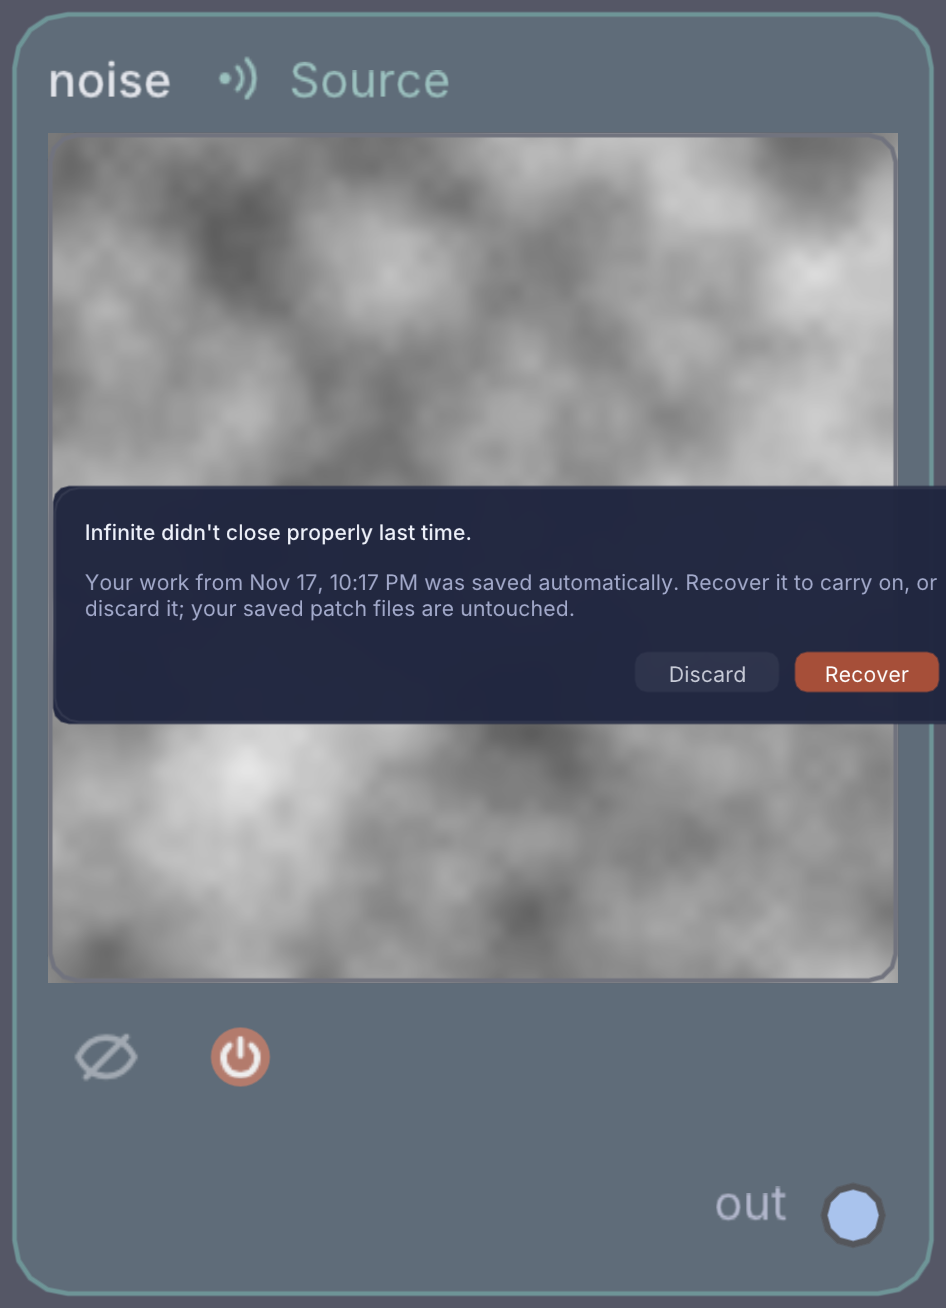 noise Source
Infinite didn't close properly last time.
Your work from Nov 17, 10:17 PM was saved automatically. Recover it to carry on, or
discard it; your saved patch files are untouched.
Discard Recover
out